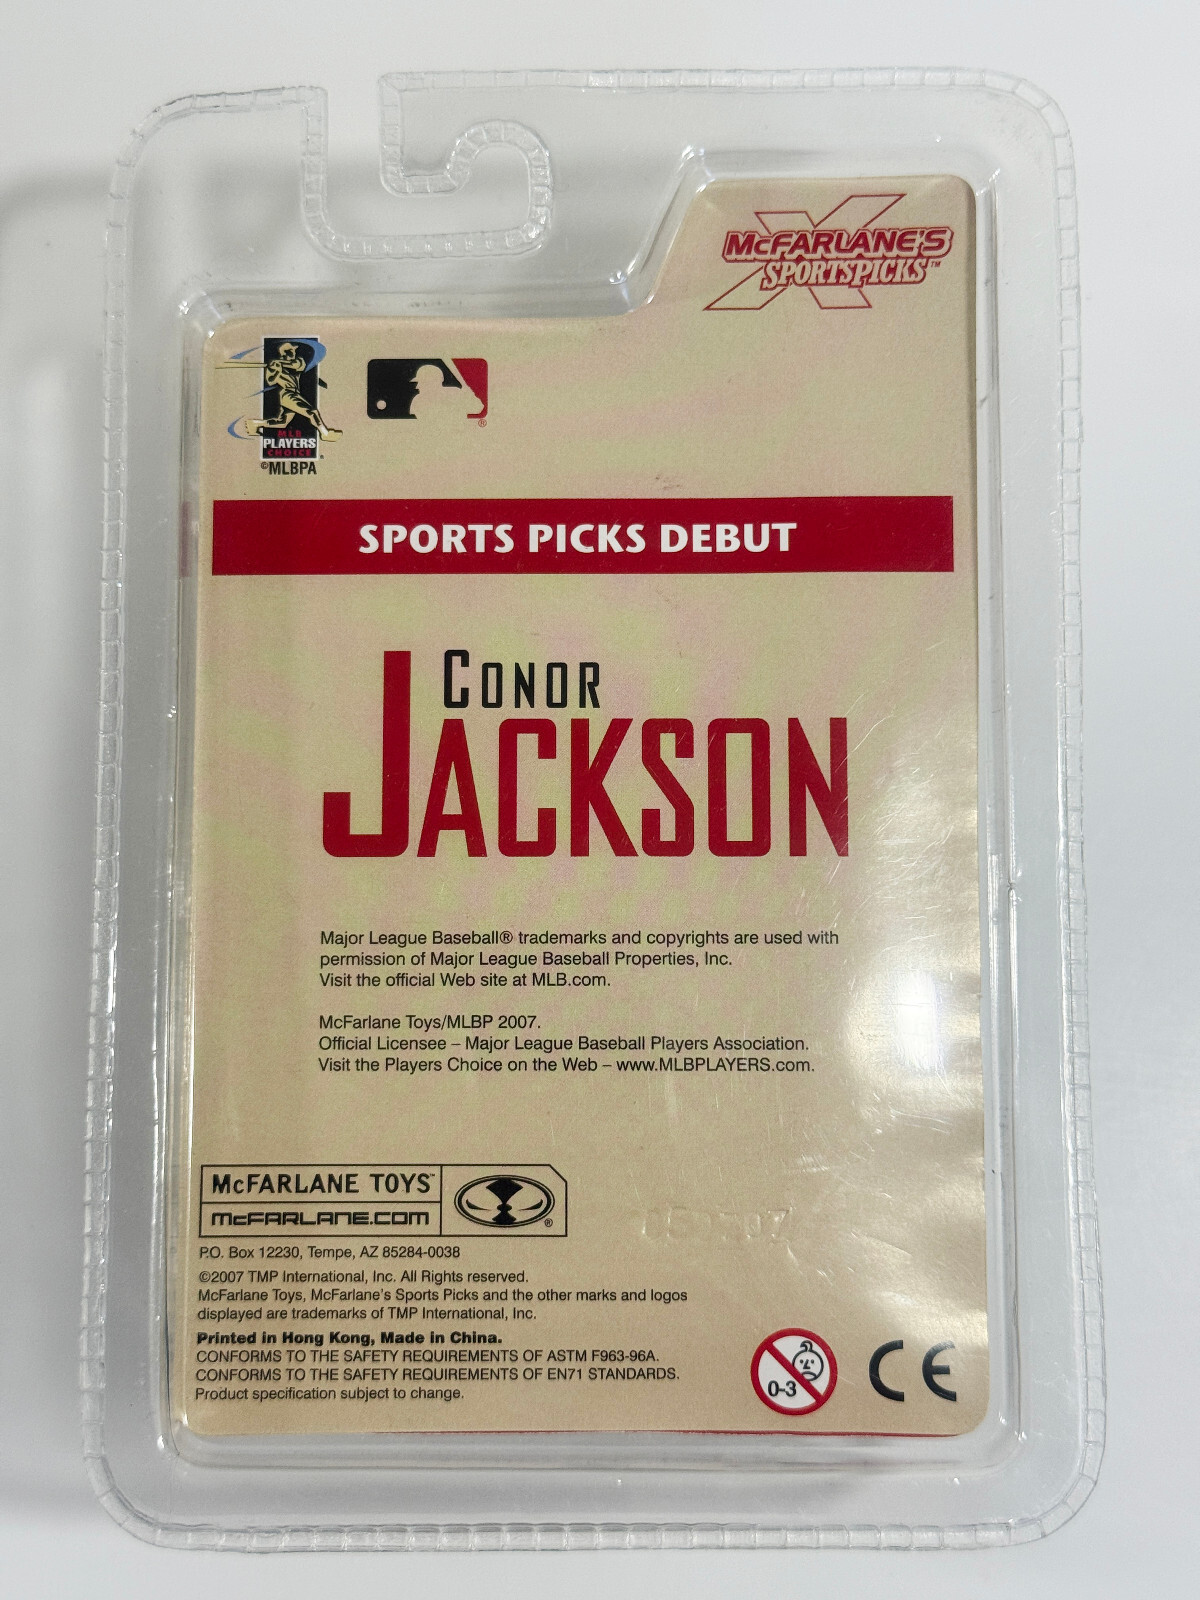 McFARLANE'S
SPORTSPICKS™
MLB
PLAYERS
CHOICE
©MLBPA
SPORTS PICKS DEBUT
CONOR
JACKSON
Major League Baseball® trademarks and copyrights are used with
permission of Major League Baseball Properties, Inc.
Visit the official Web site at MLB.com.
McFarlane Toys/MLBP 2007.
Official Licensee – Major League Baseball Players Association.
Visit the Players Choice on the Web – www.MLBPLAYERS.com.
McFARLANE TOYS™
McFARLANE.COM
P.O. Box 12230, Tempe, AZ 85284-0038
©2007 TMP International, Inc. All Rights reserved.
McFarlane Toys, McFarlane's Sports Picks and the other marks and logos
displayed are trademarks of TMP International, Inc.
Printed in Hong Kong, Made in China.
CONFORMS TO THE SAFETY REQUIREMENTS OF ASTM F963-96A.
CONFORMS TO THE SAFETY REQUIREMENTS OF EN71 STANDARDS.
Product specification subject to change.
0-3
CE